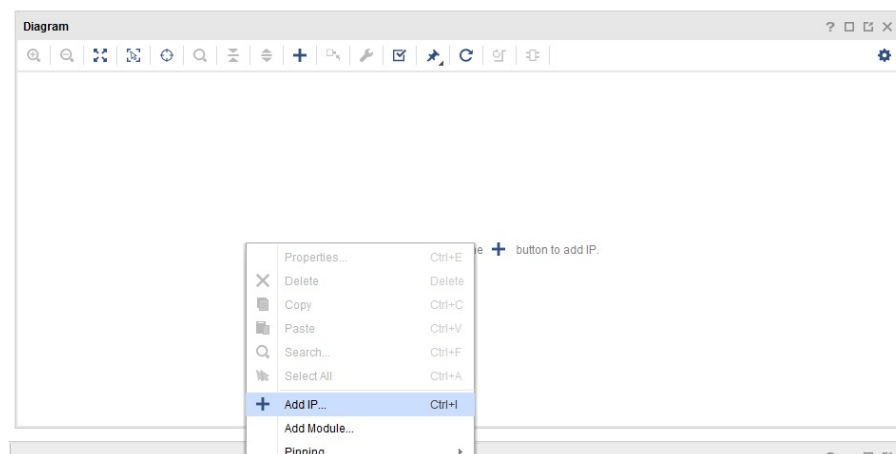 Diagram
button to add IP.
Properties... Ctrl+E
Delete Delete
Copy Ctrl+C
Paste Ctrl+V
Search... Ctrl+F
Select All Ctrl+A
Add IP... Ctrl+I
Add Module...
Pinning